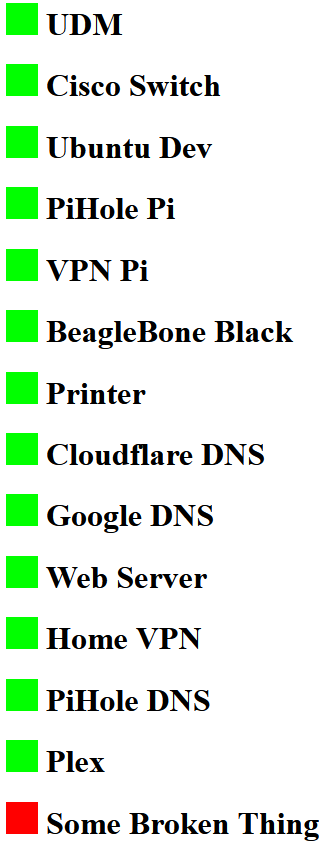 UDM
Cisco Switch
Ubuntu Dev
PiHole Pi
VPN Pi
BeagleBone Black
Printer
Cloudflare DNS
Google DNS
Web Server
Home VPN
PiHole DNS
Plex
Some Broken Thing